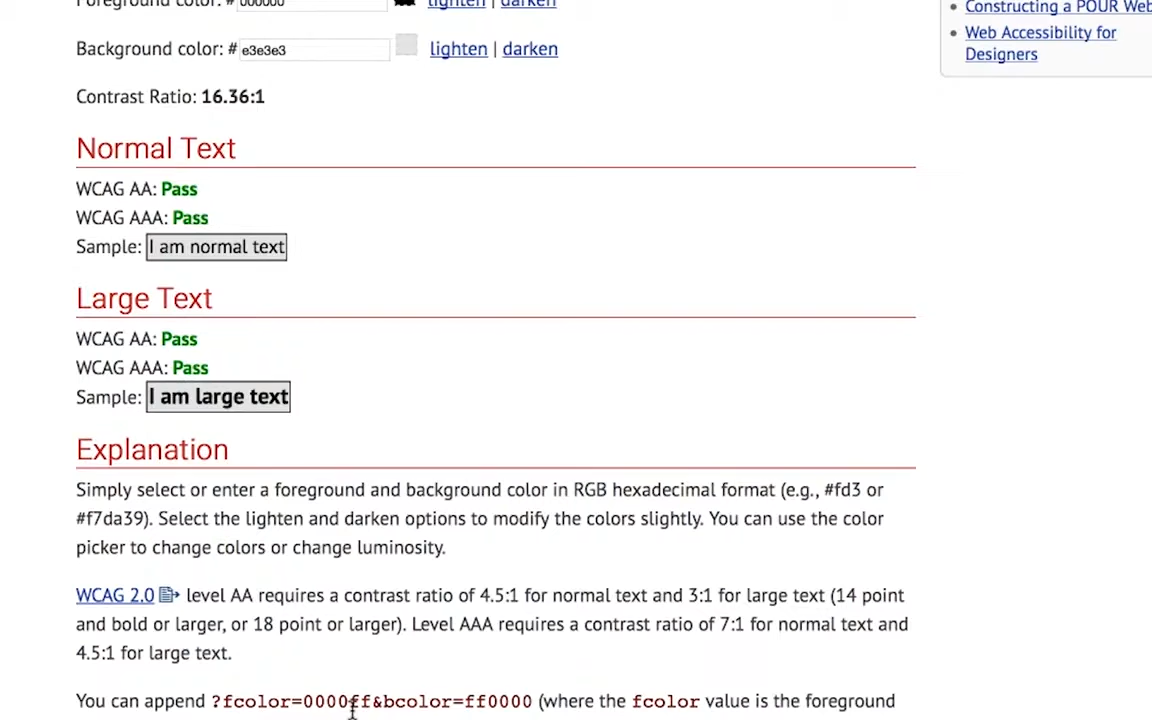 Foreground color: # 000000 lighten | darken
Background color: # e3e3e3 lighten | darken
Contrast Ratio: 16.36:1
Normal Text
WCAG AA: Pass
WCAG AAA: Pass
Sample: I am normal text
Large Text
WCAG AA: Pass
WCAG AAA: Pass
Sample: I am large text
Explanation
Simply select or enter a foreground and background color in RGB hexadecimal format (e.g., #fd3 or
#f7da39). Select the lighten and darken options to modify the colors slightly. You can use the color
picker to change colors or change luminosity.
WCAG 2.0 level AA requires a contrast ratio of 4.5:1 for normal text and 3:1 for large text (14 point
and bold or larger, or 18 point or larger). Level AAA requires a contrast ratio of 7:1 for normal text and
4.5:1 for large text.
You can append ?fcolor=0000ff&bcolor=ff0000 (where the fcolor value is the foreground
Constructing a POUR Web
Web Accessibility for
Designers